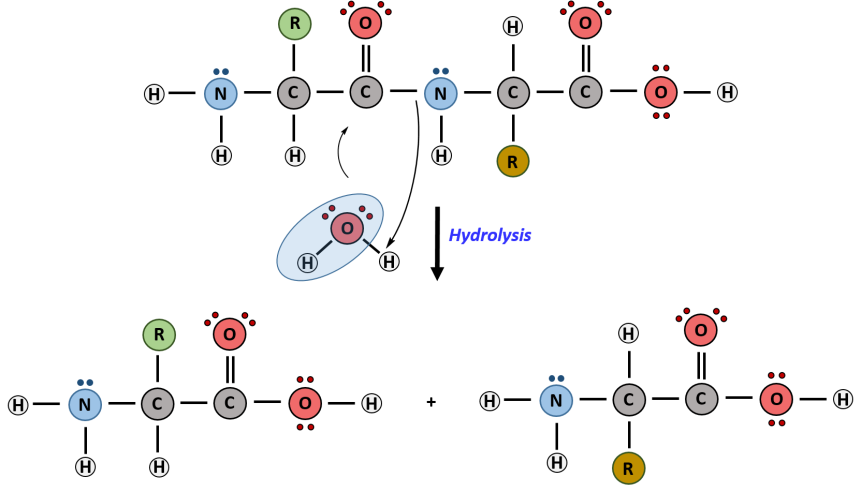 R O O H
H N C C N C C O H
H H H R
O
H H
Hydrolysis
R O H O
H N C C O H + H N C C O H
H H H R